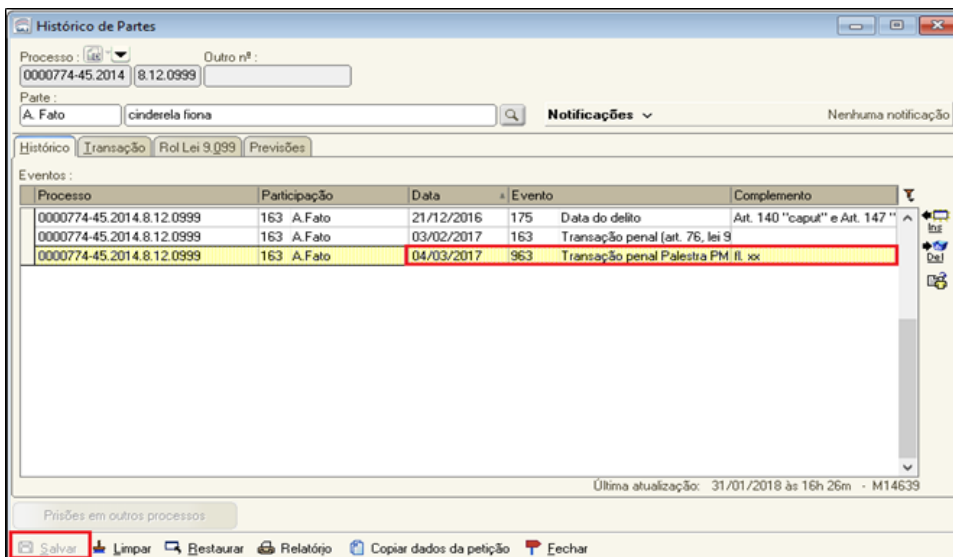 Histórico de Partes
Processo : Outro nº :
0000774-45.2014 8.12.0999
Parte :
A. Fato cinderela fiona Notificações Nenhuma notificação
Histórico Transação Rol Lei 9.099 Previsões
Eventos :
Processo Participação Data Evento Complemento
0000774-45.2014.8.12.0999 163 A.Fato 21/12/2016 175 Data do delito Art. 140 "caput" e Art. 147 "
0000774-45.2014.8.12.0999 163 A.Fato 03/02/2017 163 Transação penal (art. 76, lei 9
0000774-45.2014.8.12.0999 163 A.Fato 04/03/2017 963 Transação penal Palestra PM fl. xx
Ins
Del
Última atualização: 31/01/2018 às 16h 26m - M14639
Prisões em outros processos
Salvar Limpar Restaurar Relatório Copiar dados da petição Fechar